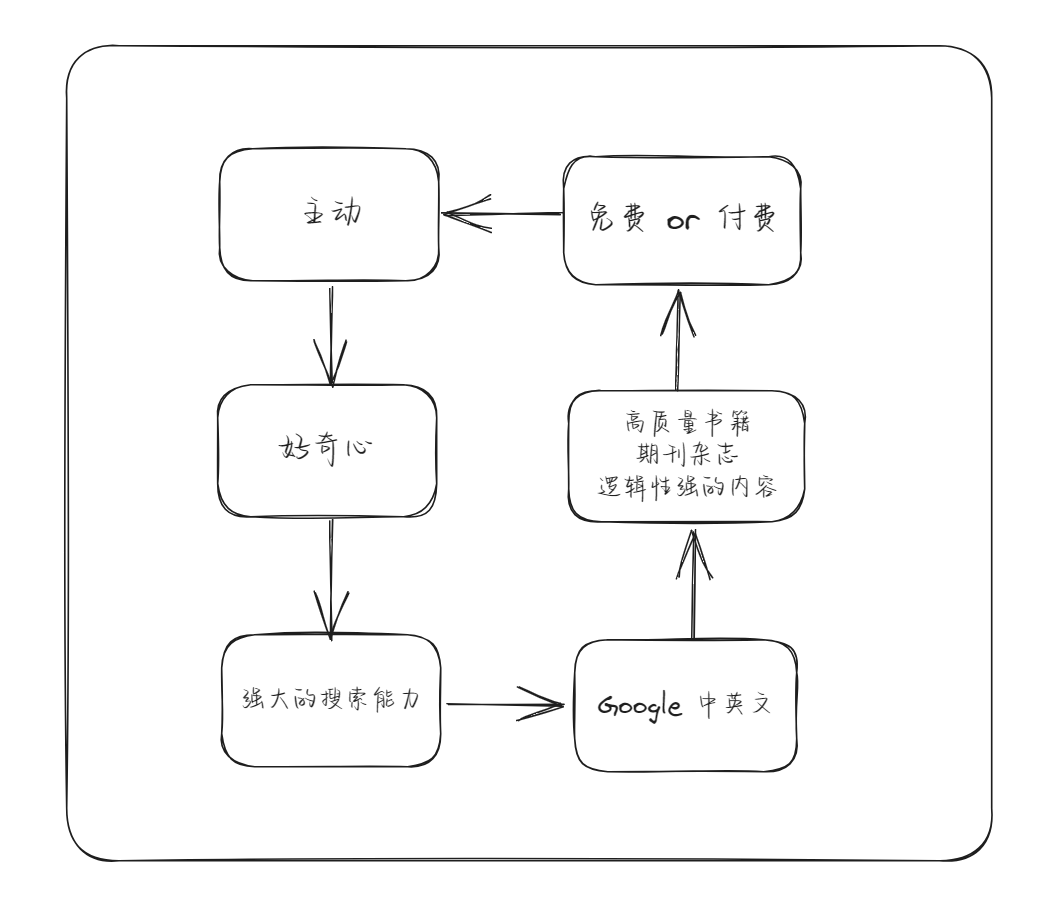 主动
免费 or 付费
好奇心
高质量书籍
期刊杂志
逻辑性强的内容
强大的搜索能力
Google 中英文